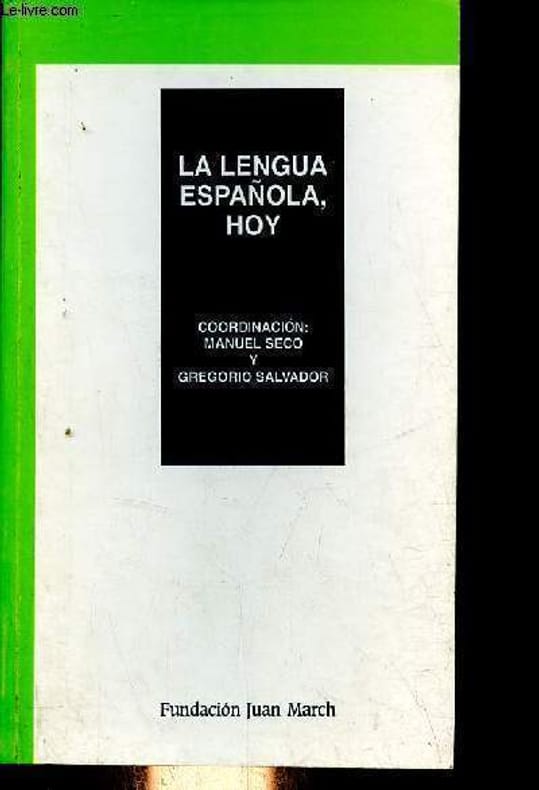 Le-livre.com
LA LENGUA
ESPAÑOLA,
HOY
COORDINACIÓN:
MANUEL SECO
Y
GREGORIO SALVADOR
Fundación Juan March